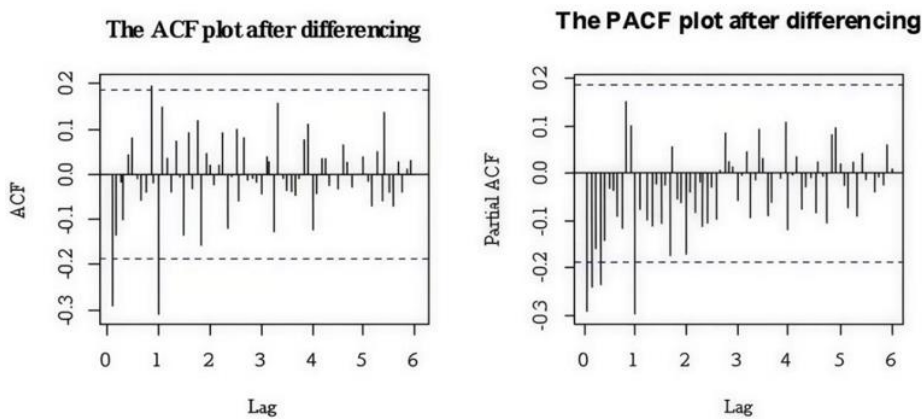 The ACF plot after differencing
The PACF plot after differencing
ACF
0.2
0.1
0.0
-0.1
-0.2
-0.3
0 1 2 3 4 5 6
Lag
Partial ACF
0.2
0.1
0.0
-0.1
-0.2
-0.3
0 1 2 3 4 5 6
Lag